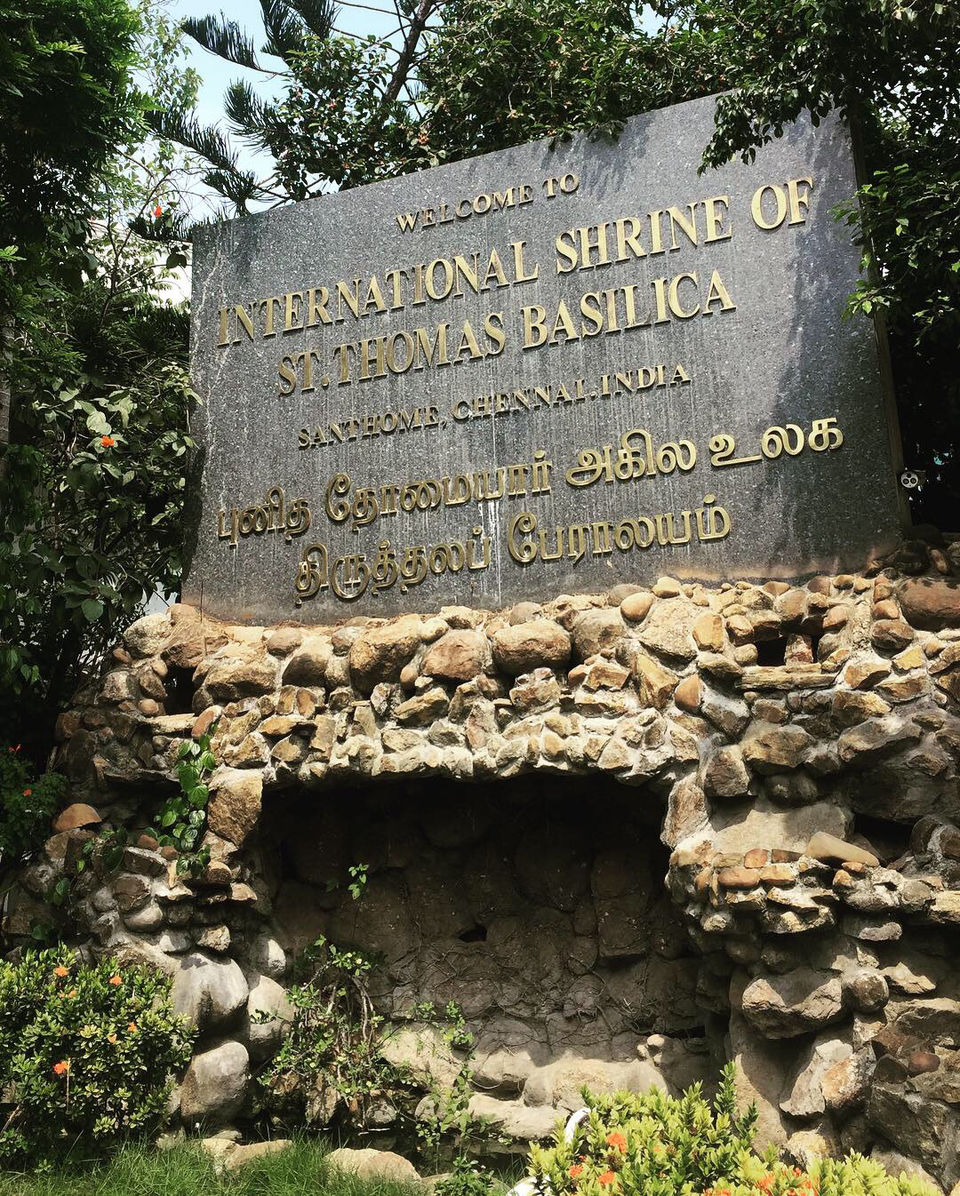 WELCOME TO
INTERNATIONAL SHRINE OF
ST.THOMAS BASILICA
SANTHOME, CHENNAI.INDIA
புனித தோமையார் அகில உலக
திருத்தலப் பேராலயம்